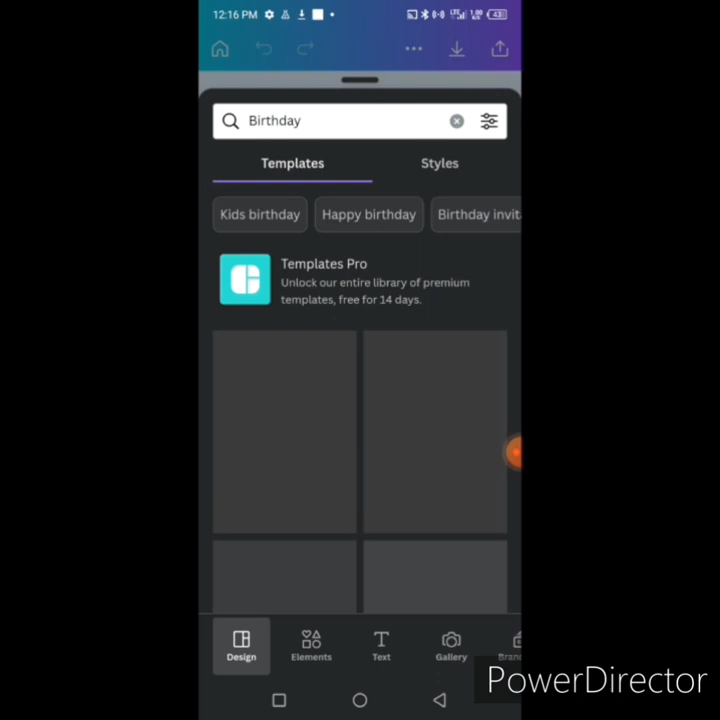 12:16 PM
Birthday
Templates
Styles
Kids birthday
Happy birthday
Birthday invit
Templates Pro
Unlock our entire library of premium
templates, free for 14 days.
Design
Elements
Text
Gallery
Bran
PowerDirector